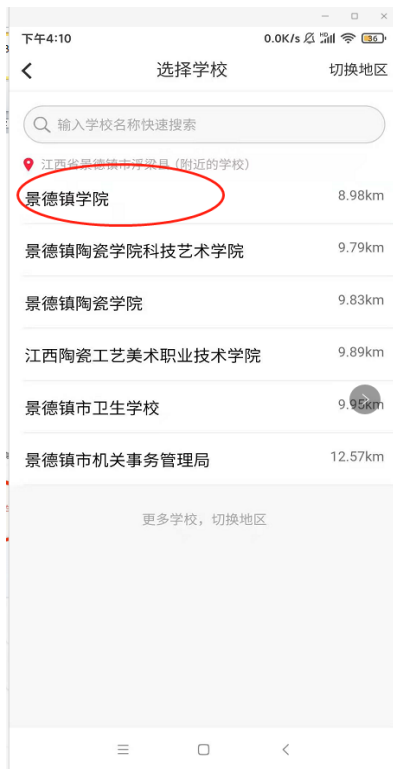 下午4:10 0.0K/s HD 36
选择学校 切换地区
输入学校名称快速搜索
江西省景德镇市浮梁县(附近的学校)
景德镇学院 8.98km
景德镇陶瓷学院科技艺术学院 9.79km
景德镇陶瓷学院 9.83km
江西陶瓷工艺美术职业技术学院 9.89km
景德镇市卫生学校 9.95km
景德镇市机关事务管理局 12.57km
更多学校，切换地区